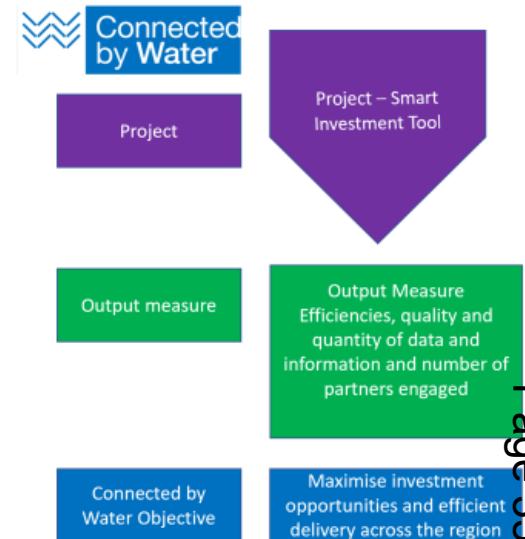 Connected
by Water
Project
Project – Smart
Investment Tool
Output measure
Output Measure
Efficiencies, quality and
quantity of data and
information and number of
partners engaged
Connected by
Water Objective
Maximise investment
opportunities and efficient
delivery across the region